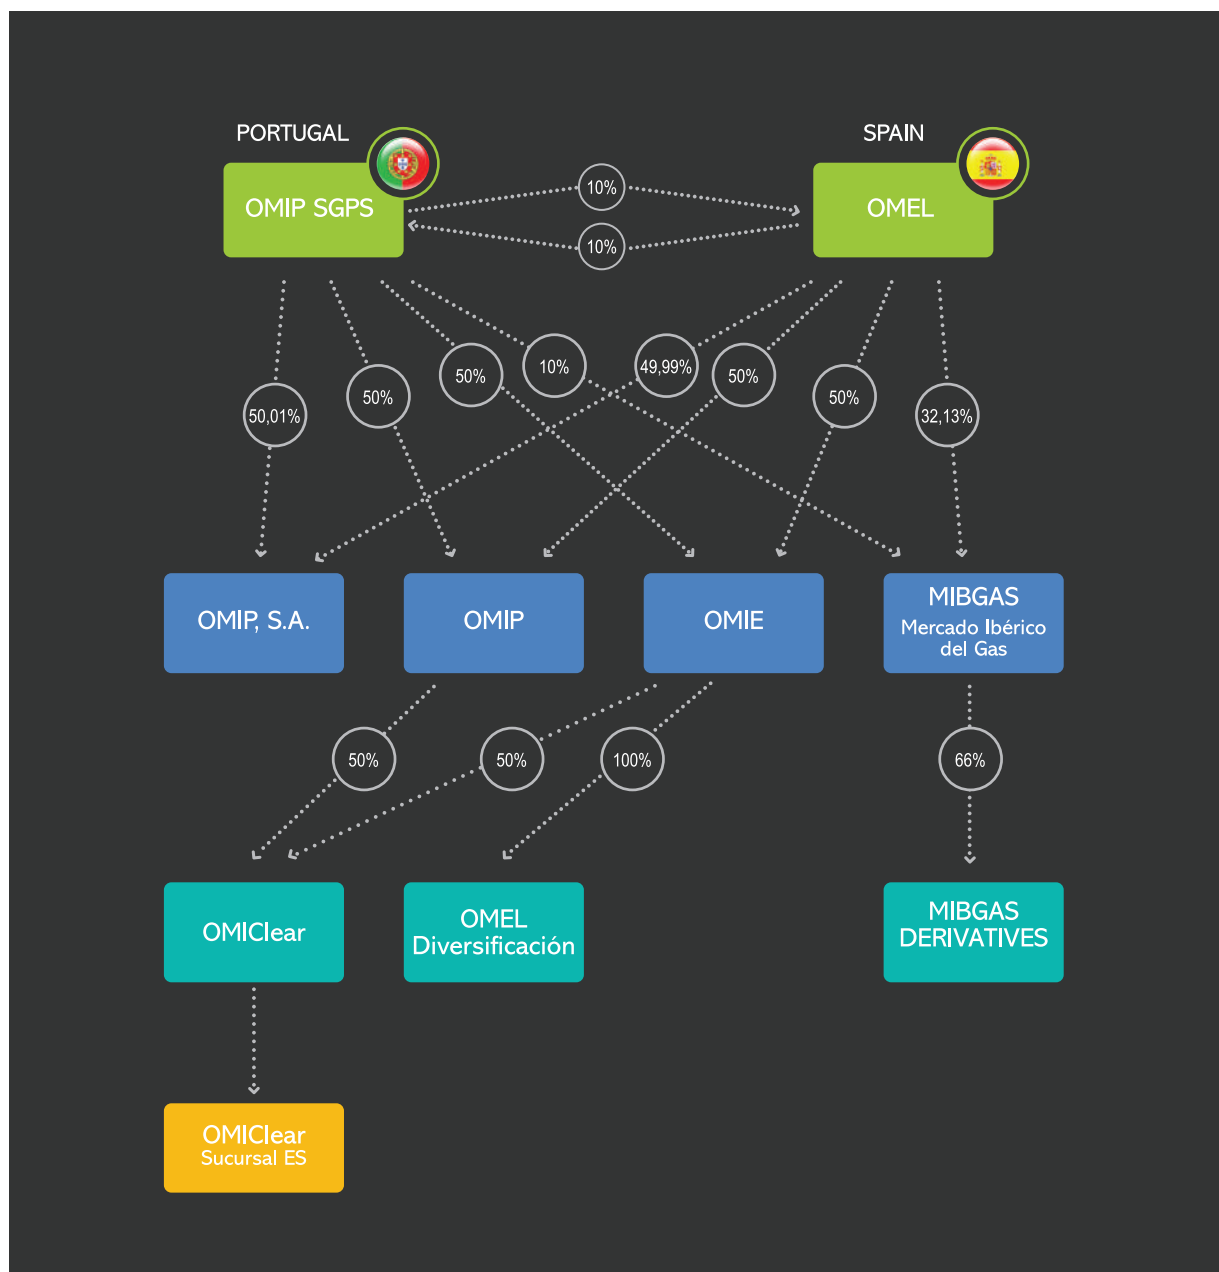 PORTUGAL
SPAIN
OMIP SGPS
OMEL
10%
10%
50,01%
50%
50%
10%
49,99%
50%
50%
32,13%
OMIP, S.A.
OMIP
OMIE
MIBGAS
Mercado Ibérico
del Gas
50%
50%
100%
66%
OMIClear
OMEL
Diversificación
MIBGAS
DERIVATIVES
OMIClear
Sucursal ES